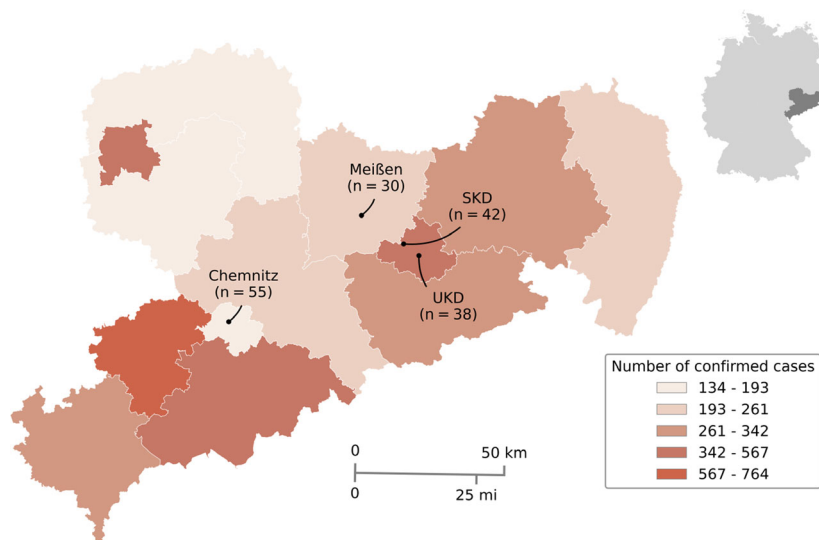 Meißen
(n = 30)
SKD
(n = 42)
Chemnitz
(n = 55)
UKD
(n = 38)
Number of confirmed cases
134 - 193
193 - 261
261 - 342
342 - 567
567 - 764
0 50 km
0 25 mi